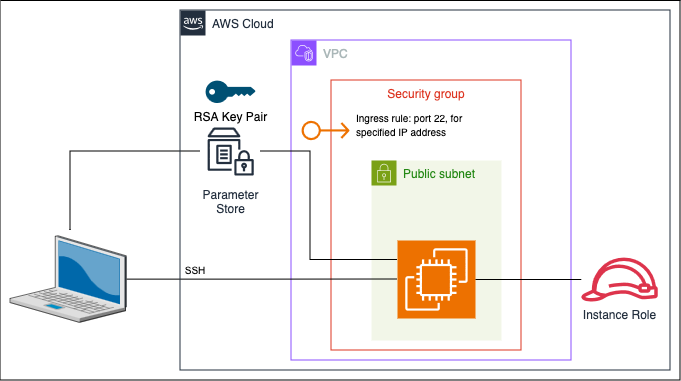 aws
AWS Cloud
VPC
Security group
RSA Key Pair
Ingress rule: port 22, for
specified IP address
Public subnet
Parameter
Store
SSH
Instance Role